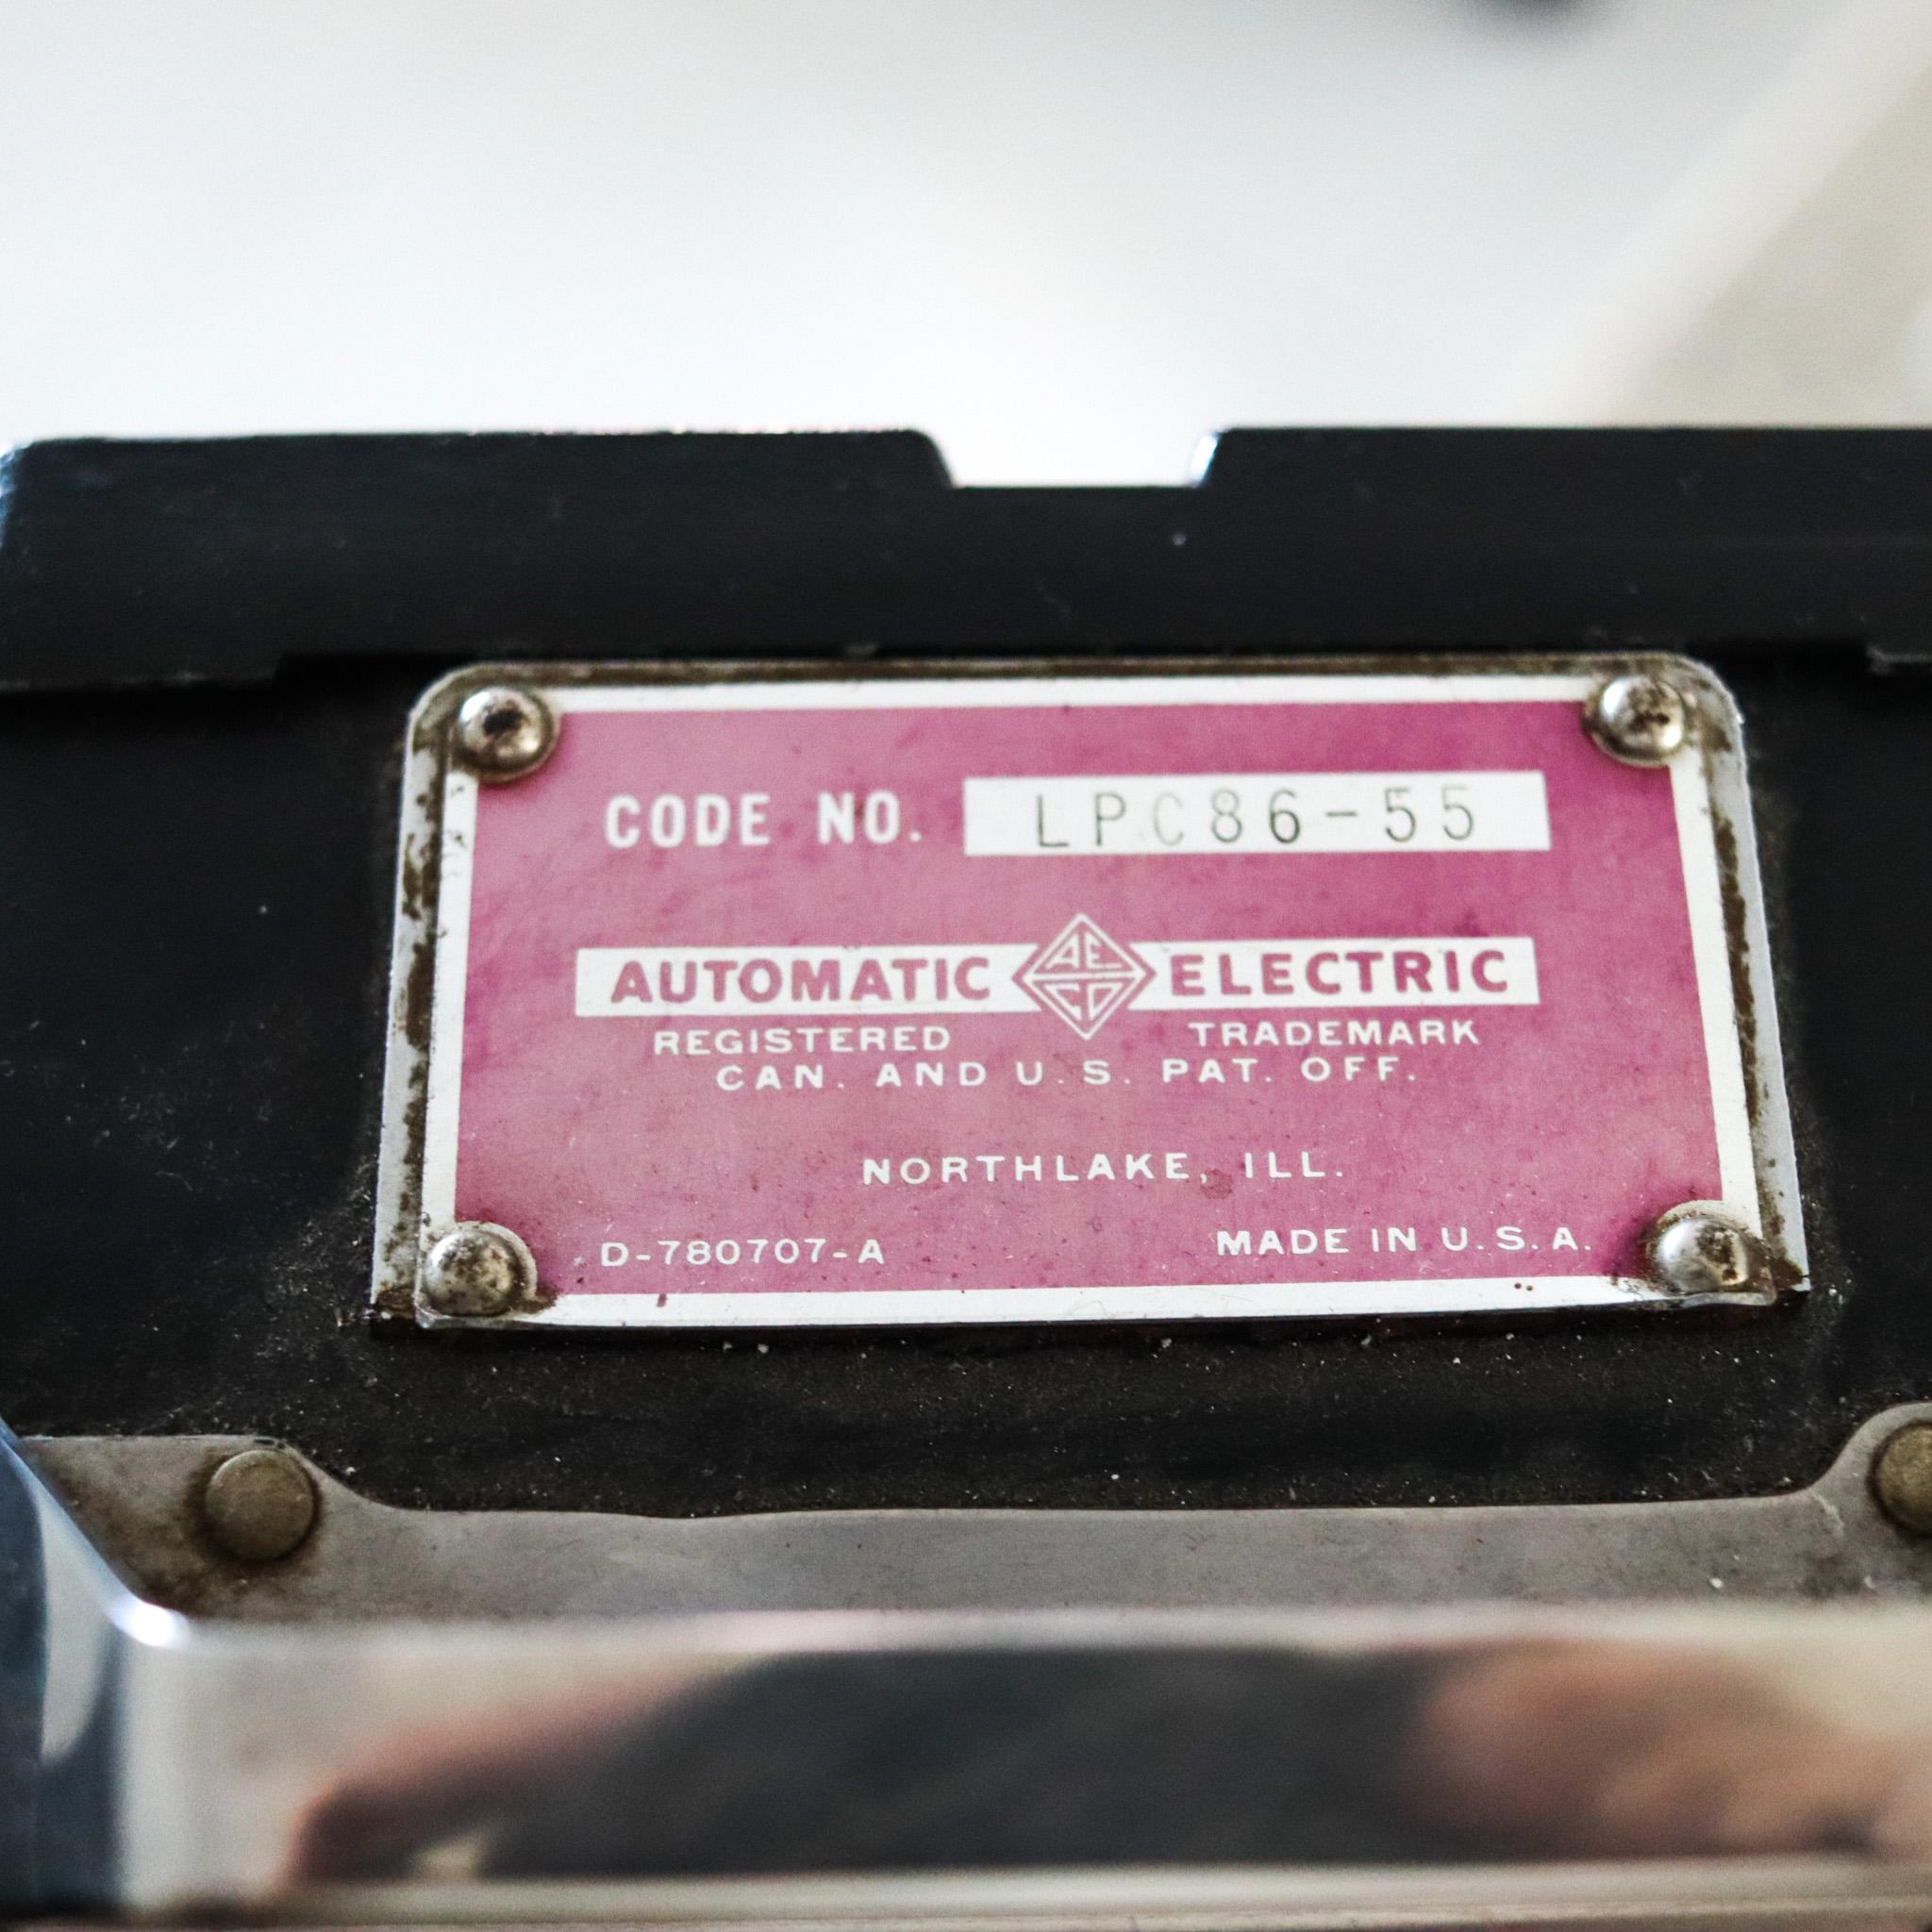 CODE NO. LPC86-55
AUTOMATIC AE CO ELECTRIC
REGISTERED TRADEMARK
CAN. AND U.S. PAT. OFF.
NORTHLAKE, ILL.
D-780707-A MADE IN U.S.A.